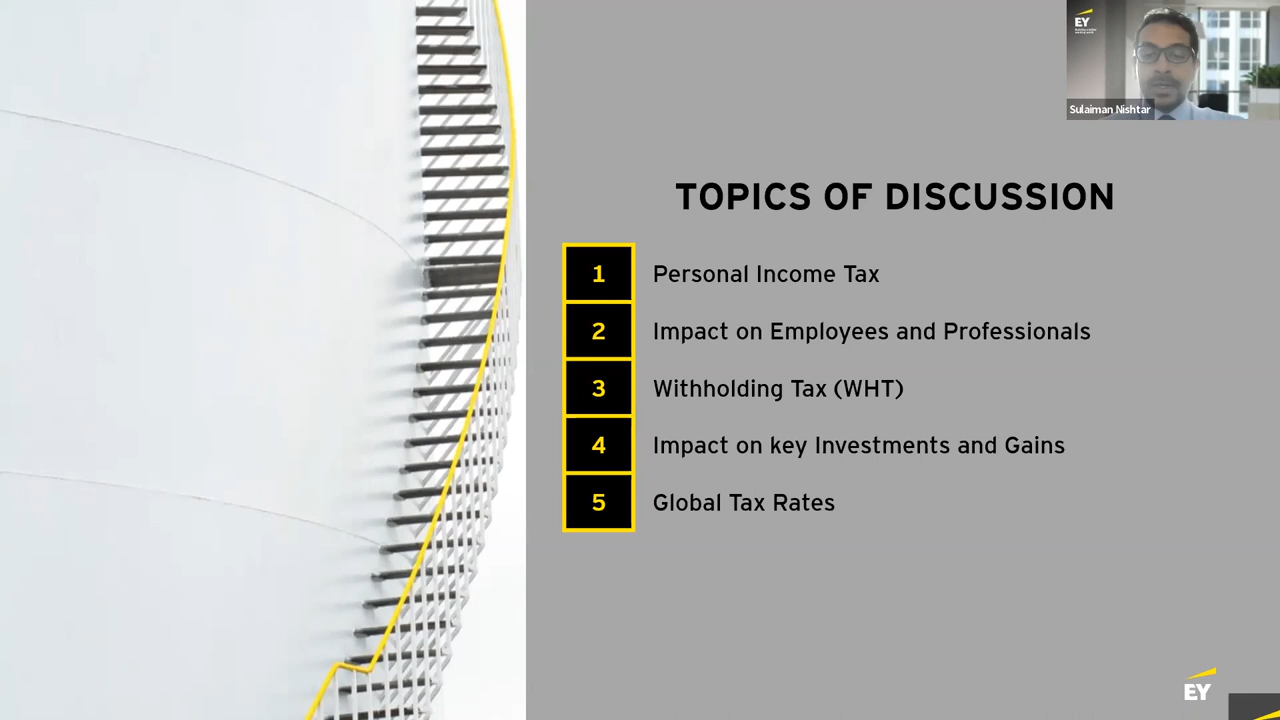 EY
Sulaiman Nishtar
TOPICS OF DISCUSSION
1 Personal Income Tax
2 Impact on Employees and Professionals
3 Withholding Tax (WHT)
4 Impact on key Investments and Gains
5 Global Tax Rates
EY